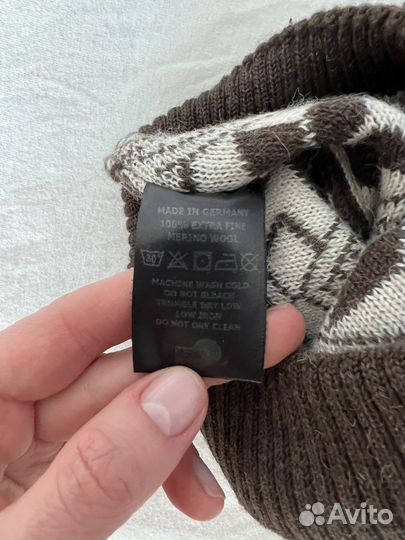 MADE IN GERMANY
100% EXTRA FINE
MERINO WOOL
30°
MACHINE WASH COLD
DO NOT BLEACH
TRUMBLE DRY LOW
LOW IRON
DO NOT DRY CLEAN
Avito